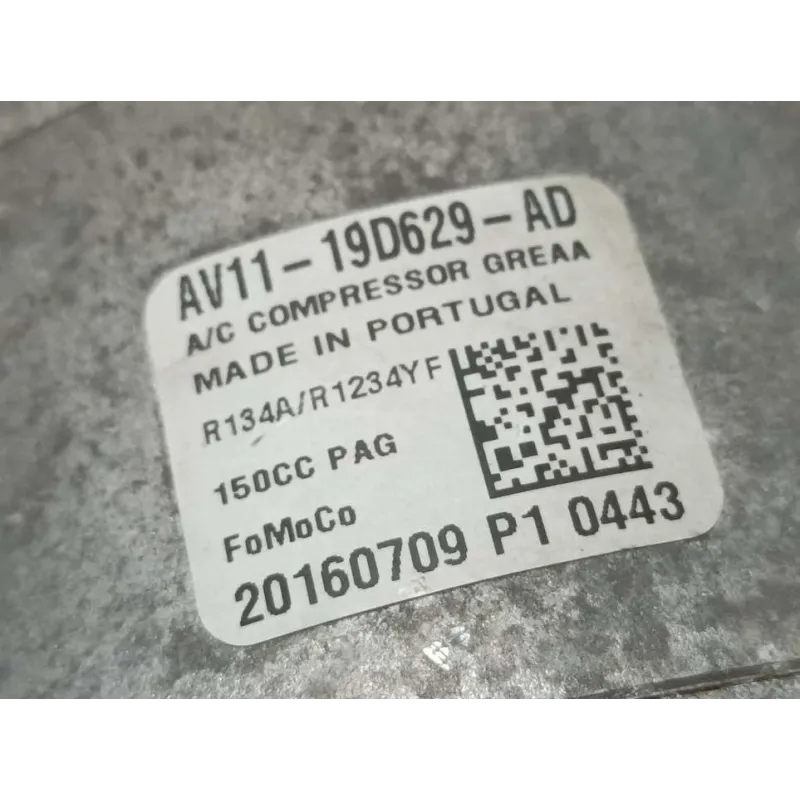 AV11-19D629-AD
A/C COMPRESSOR GREAA
MADE IN PORTUGAL
R134A/R1234YF
150CC PAG
FoMoCo
20160709 P1 0443